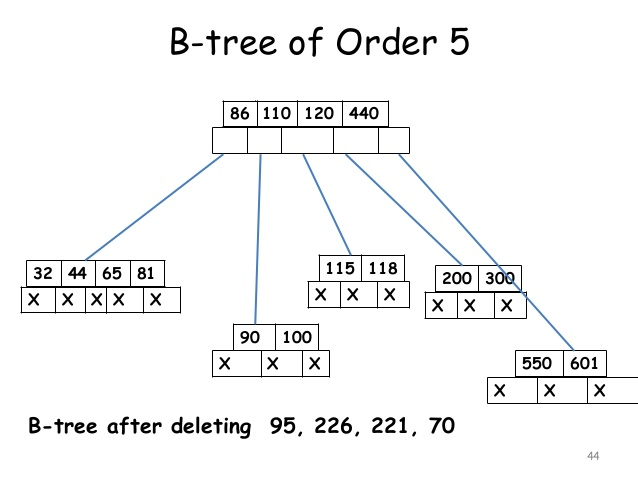 B-tree of Order 5
86 110 120 440
32 44 65 81
X X X X X
115 118
X X X
200 300
X X X
90 100
X X X
550 601
X X X
B-tree after deleting 95, 226, 221, 70
44